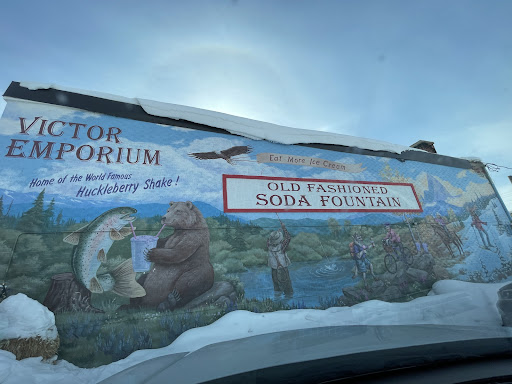 VICTOR
EMPORIUM
Home of the World Famous
Huckleberry Shake!
Eat More Ice Cream
OLD FASHIONED
SODA FOUNTAIN